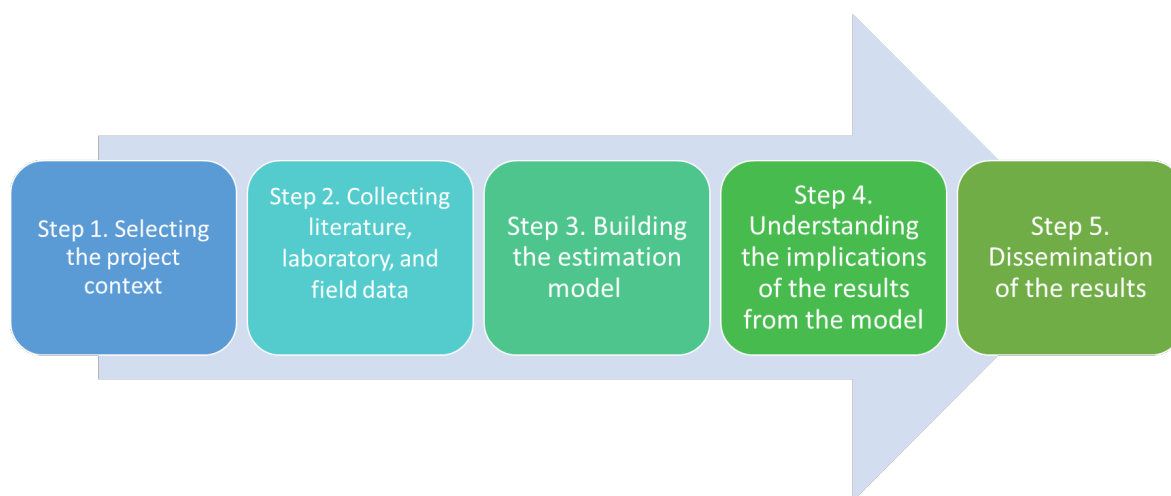 Step 1. Selecting
the project
context
Step 2. Collecting
literature,
laboratory, and
field data
Step 3. Building
the estimation
model
Step 4.
Understanding
the implications
of the results
from the model
Step 5.
Dissemination
of the results